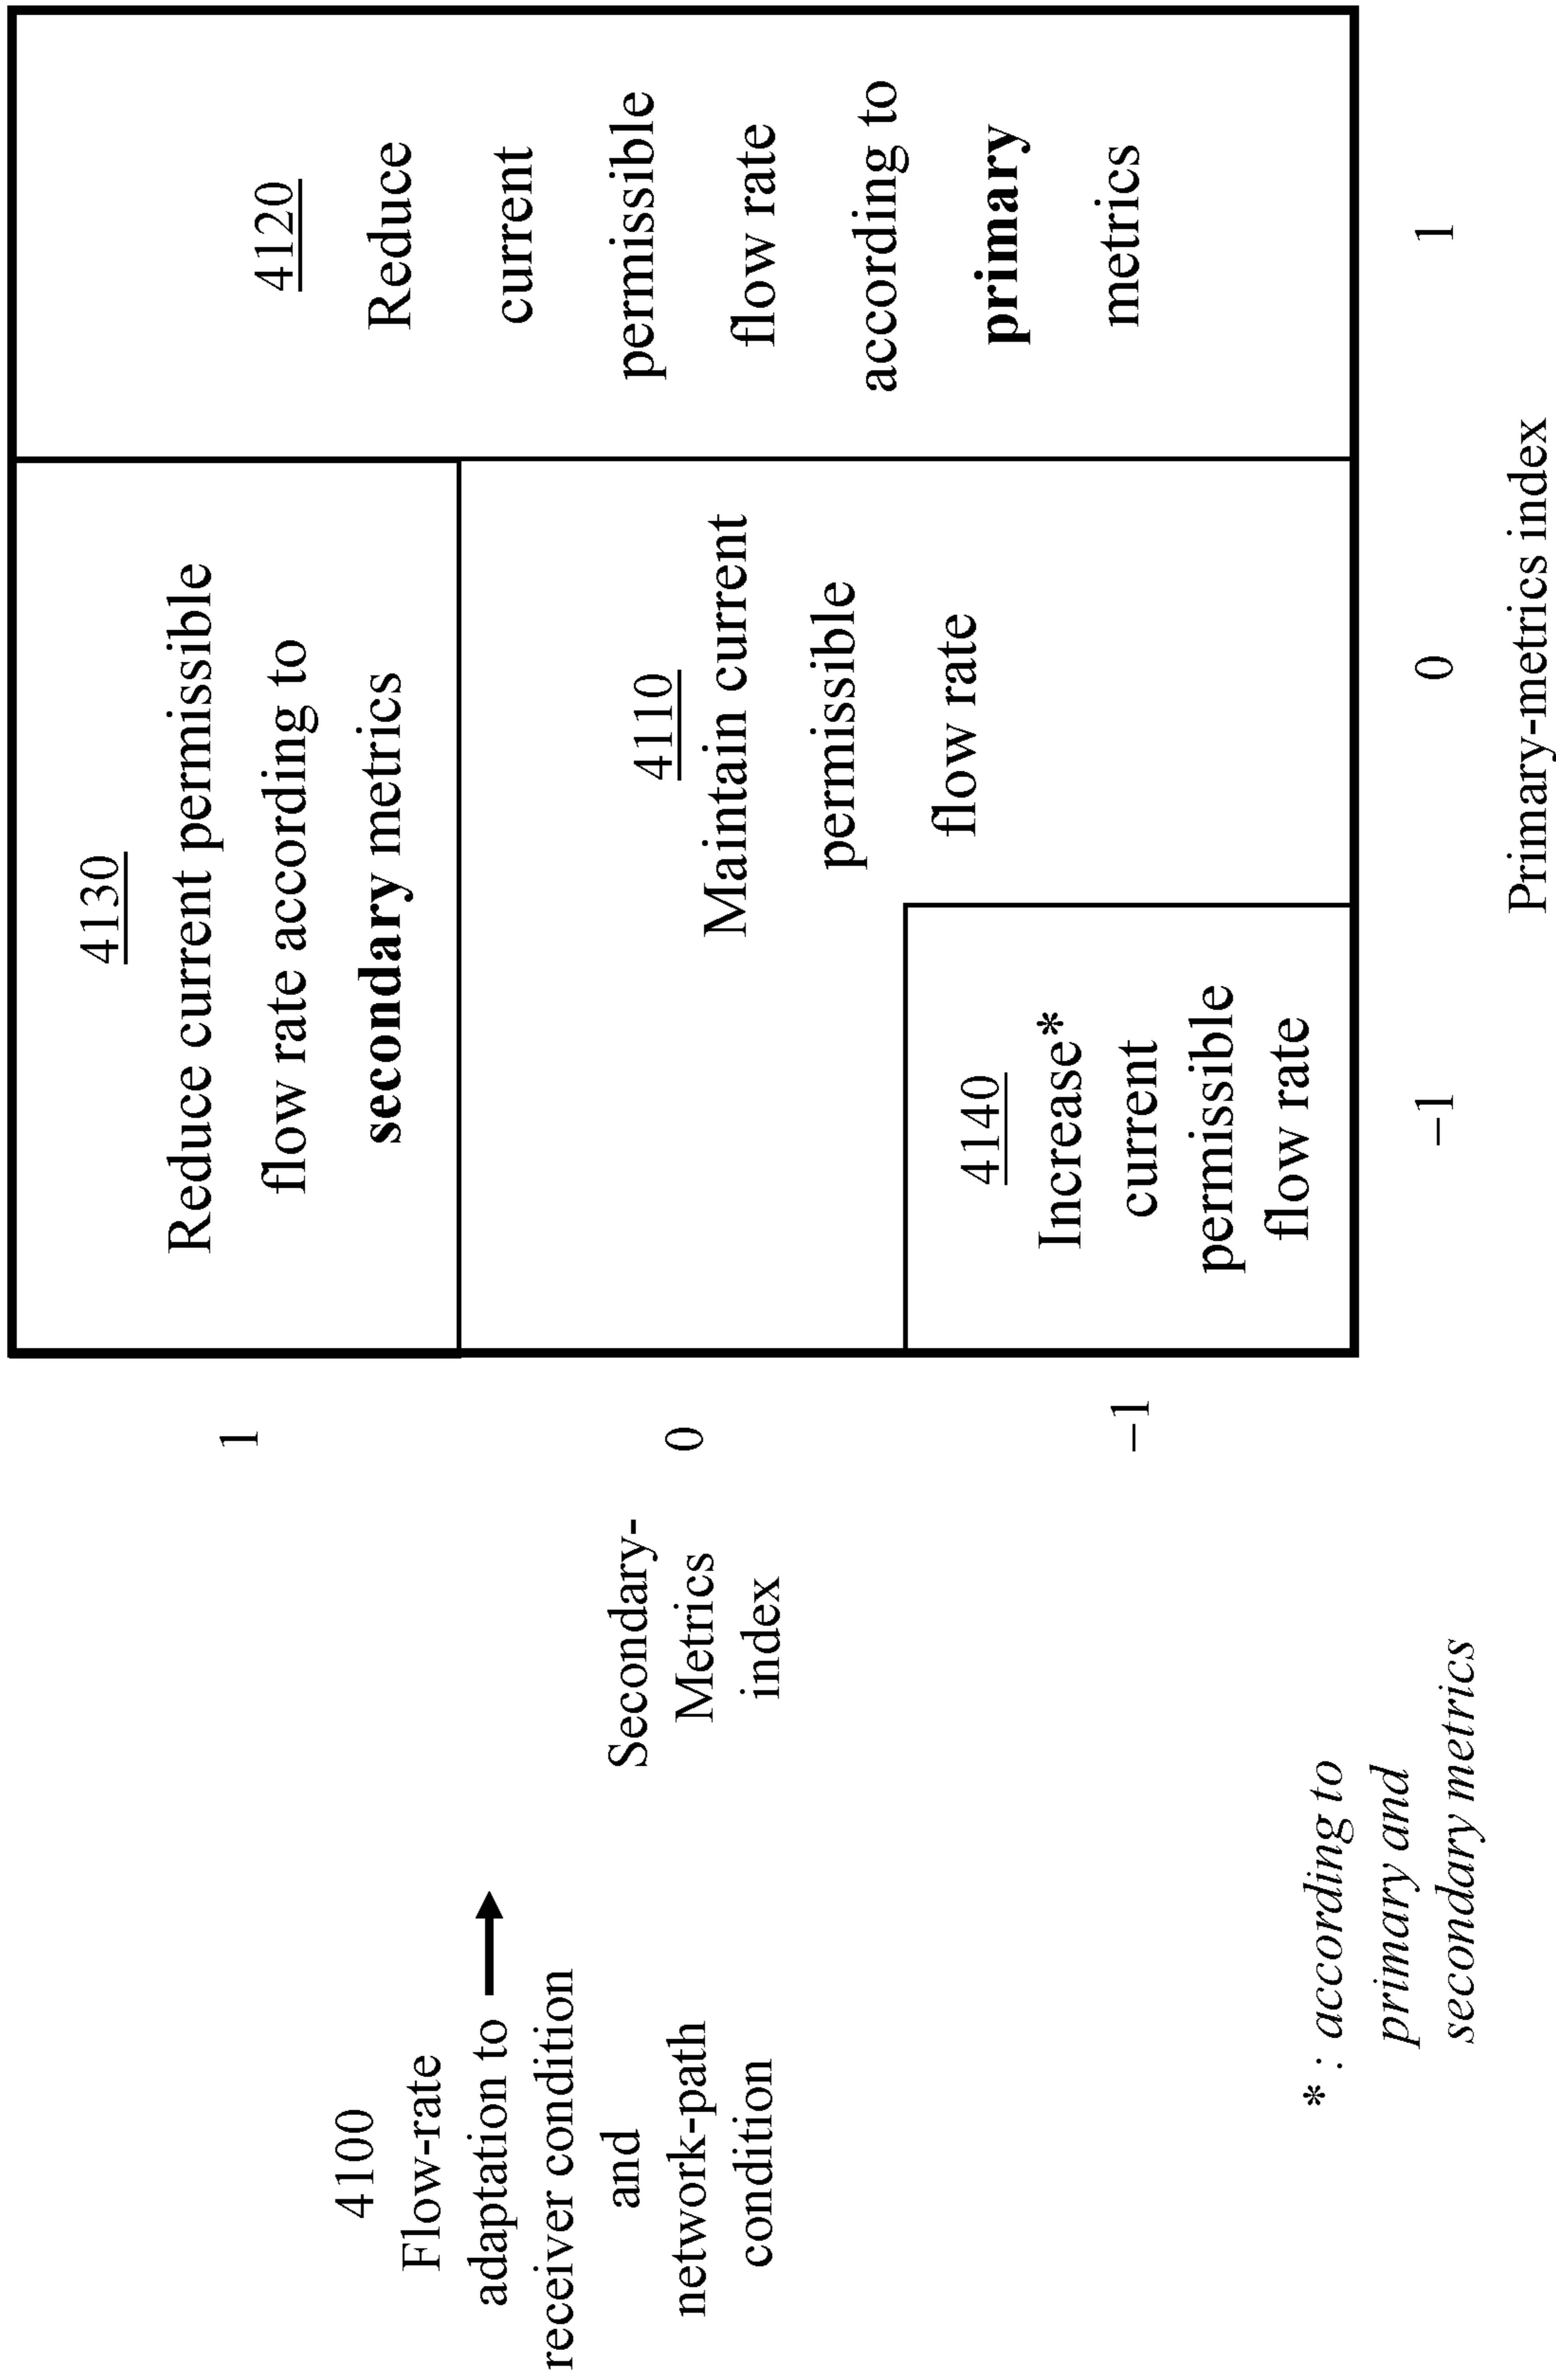 4100
Flow-rate
adaptation to
receiver condition
and
network-path
condition
Secondary-
Metrics
index
1
0
–1
4130
Reduce current permissible
flow rate according to
secondary metrics
4110
Maintain current
permissible
flow rate
4140
Increase*
current
permissible
flow rate
4120
Reduce
current
permissible
flow rate
according to
primary
metrics
–1
0
1
Primary-metrics index
* : according to
primary and
secondary metrics